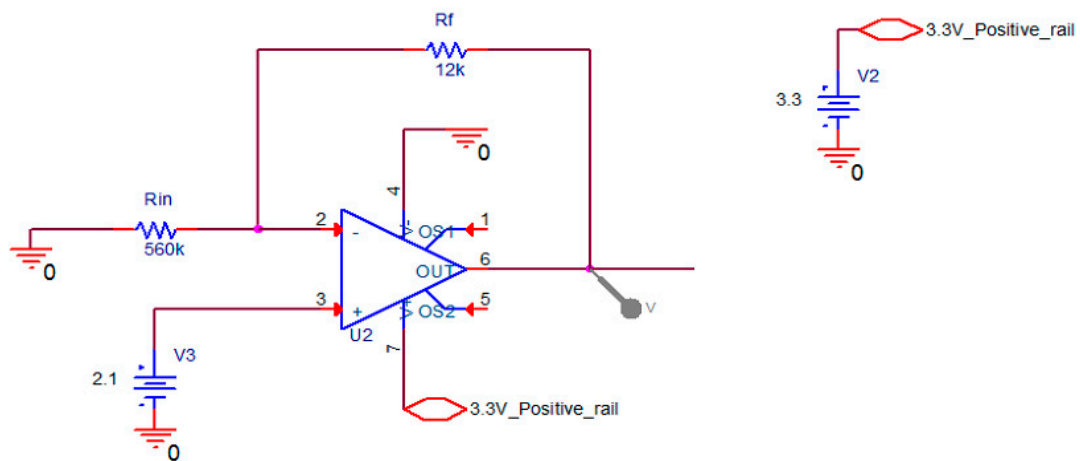 Rf
12k
3.3V_Positive_rail
V2
3.3
0
0
4
Rin
560k
0
2
-
V-
OS1
1
OUT
6
3
+
V+
OS2
5
U2
7
V
V3
2.1
0
3.3V_Positive_rail